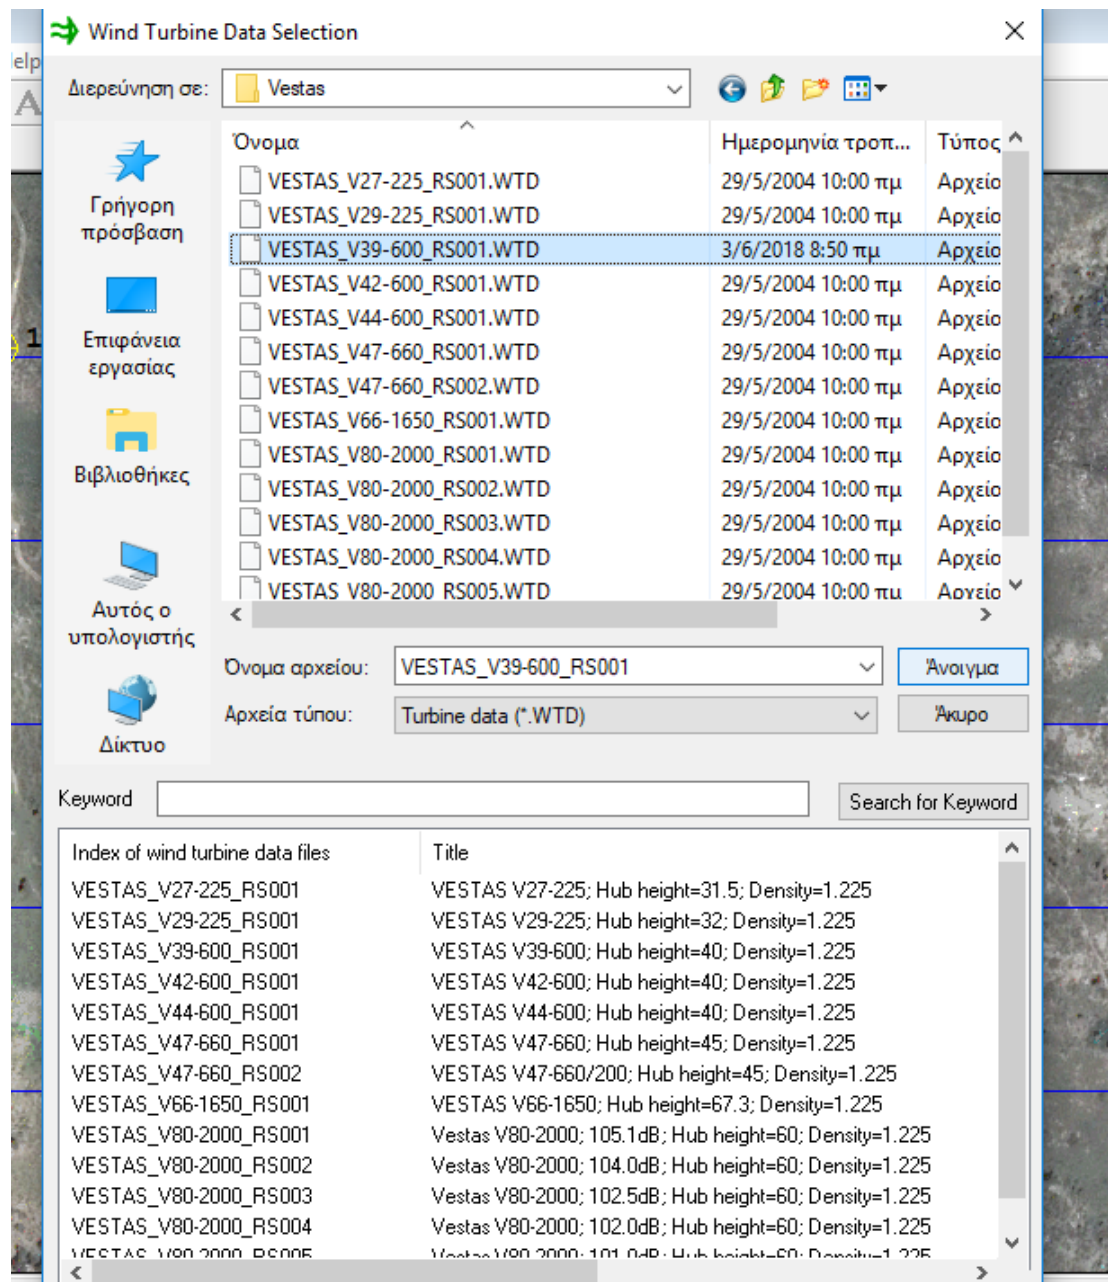 Wind Turbine Data Selection
elp
Διερεύνηση σε: Vestas
A
Όνομα Ημερομηνία τροπ... Τύπος
VESTAS_V27-225_RS001.WTD 29/5/2004 10:00 πμ Αρχείο
VESTAS_V29-225_RS001.WTD 29/5/2004 10:00 πμ Αρχείο
VESTAS_V39-600_RS001.WTD 3/6/2018 8:50 πμ Αρχείο
VESTAS_V42-600_RS001.WTD 29/5/2004 10:00 πμ Αρχείο
VESTAS_V44-600_RS001.WTD 29/5/2004 10:00 πμ Αρχείο
VESTAS_V47-660_RS001.WTD 29/5/2004 10:00 πμ Αρχείο
VESTAS_V47-660_RS002.WTD 29/5/2004 10:00 πμ Αρχείο
VESTAS_V66-1650_RS001.WTD 29/5/2004 10:00 πμ Αρχείο
VESTAS_V80-2000_RS001.WTD 29/5/2004 10:00 πμ Αρχείο
VESTAS_V80-2000_RS002.WTD 29/5/2004 10:00 πμ Αρχείο
VESTAS_V80-2000_RS003.WTD 29/5/2004 10:00 πμ Αρχείο
VESTAS_V80-2000_RS004.WTD 29/5/2004 10:00 πμ Αρχείο
VESTAS_V80-2000_RS005.WTD 29/5/2004 10:00 πμ Αρχείο
Γρήγορη
πρόσβαση
1
Επιφάνεια
εργασίας
Βιβλιοθήκες
Αυτός ο
υπολογιστής
Δίκτυο
Όνομα αρχείου: VESTAS_V39-600_RS001 Άνοιγμα
Αρχεία τύπου: Turbine data (*.WTD) Άκυρο
Keyword Search for Keyword
Index of wind turbine data files Title
VESTAS_V27-225_RS001 VESTAS V27-225; Hub height=31.5; Density=1.225
VESTAS_V29-225_RS001 VESTAS V29-225; Hub height=32; Density=1.225
VESTAS_V39-600_RS001 VESTAS V39-600; Hub height=40; Density=1.225
VESTAS_V42-600_RS001 VESTAS V42-600; Hub height=40; Density=1.225
VESTAS_V44-600_RS001 VESTAS V44-600; Hub height=40; Density=1.225
VESTAS_V47-660_RS001 VESTAS V47-660; Hub height=45; Density=1.225
VESTAS_V47-660_RS002 VESTAS V47-660/200; Hub height=45; Density=1.225
VESTAS_V66-1650_RS001 VESTAS V66-1650; Hub height=67.3; Density=1.225
VESTAS_V80-2000_RS001 Vestas V80-2000; 105.1dB; Hub height=60; Density=1.225
VESTAS_V80-2000_RS002 Vestas V80-2000; 104.0dB; Hub height=60; Density=1.225
VESTAS_V80-2000_RS003 Vestas V80-2000; 102.5dB; Hub height=60; Density=1.225
VESTAS_V80-2000_RS004 Vestas V80-2000; 102.0dB; Hub height=60; Density=1.225
VESTAS_V80-2000_RS005 Vestas V80-2000; 101.0dB; Hub height=60; Density=1.225